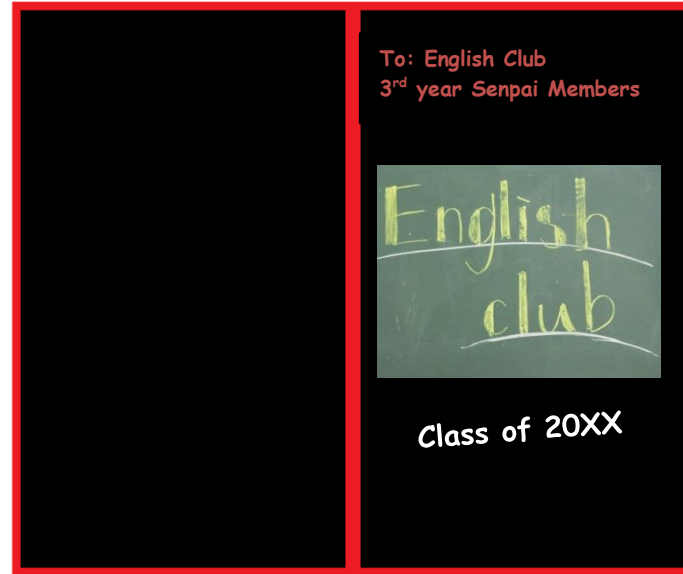 To: English Club
3rd year Senpai Members
English
club
Class of 20XX